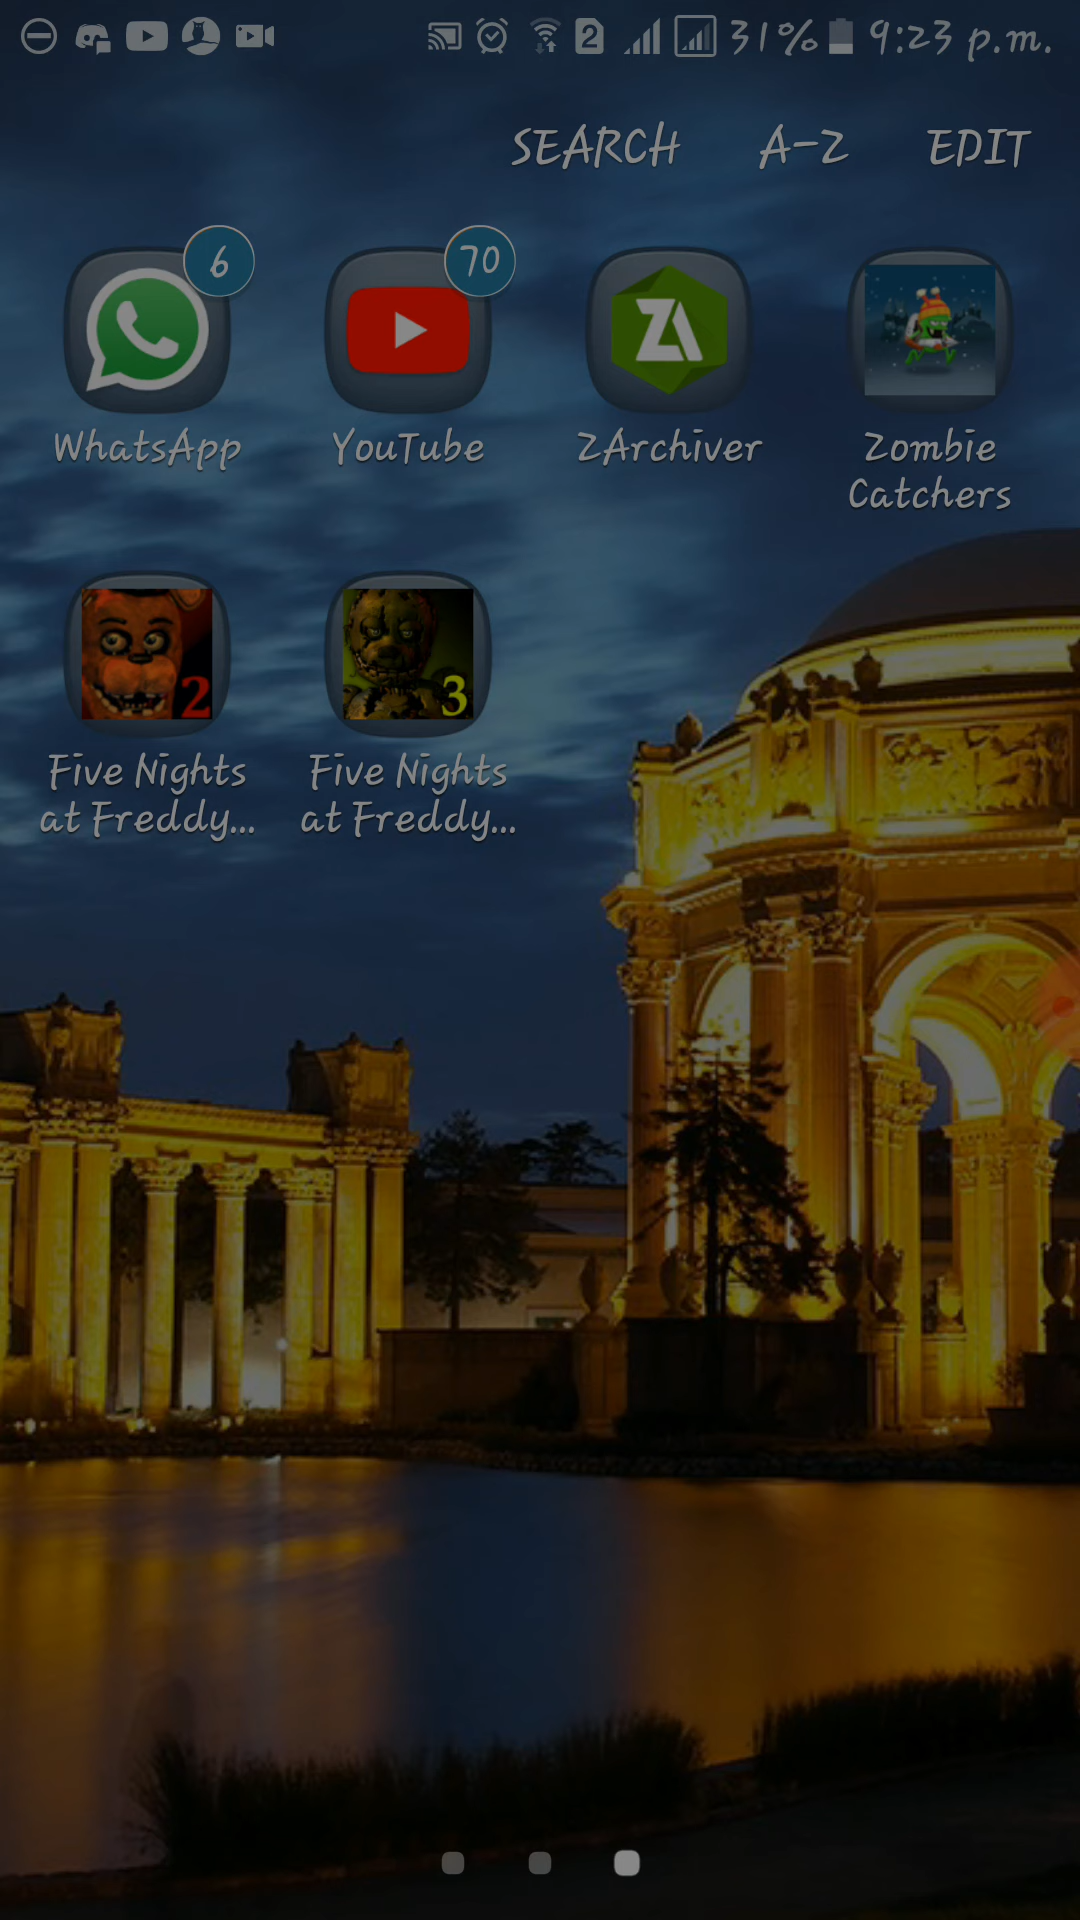 31% 9:23 p.m.
SEARCH A-Z EDIT
6 70
ZA
WhatsApp YouTube ZArchiver Zombie
Catchers
2 3
Five Nights Five Nights
at Freddy... at Freddy...